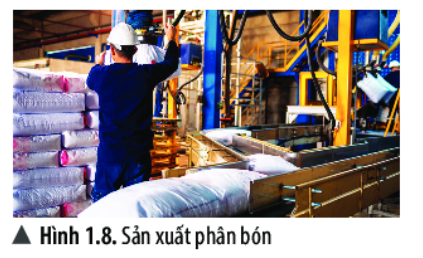 ▲ Hình 1.8. Sản xuất phân bón